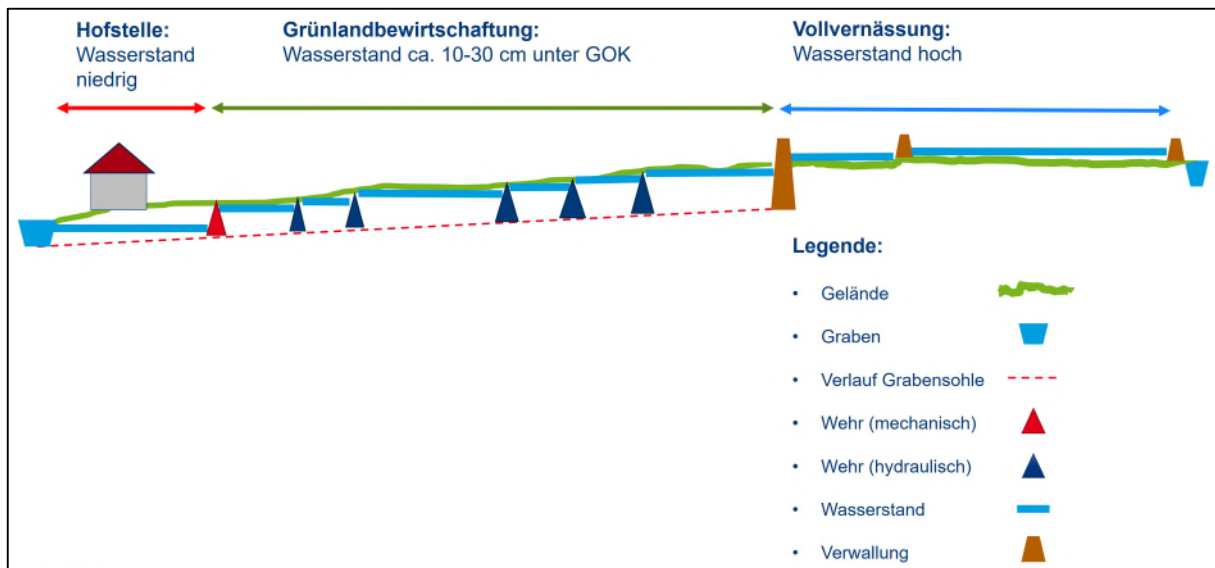 Hofstelle:
Wasserstand
niedrig
Grünlandbewirtschaftung:
Wasserstand ca. 10-30 cm unter GOK
Vollvernässung:
Wasserstand hoch
Legende:
• Gelände
• Graben
• Verlauf Grabensohle
• Wehr (mechanisch)
• Wehr (hydraulisch)
• Wasserstand
• Verwallung